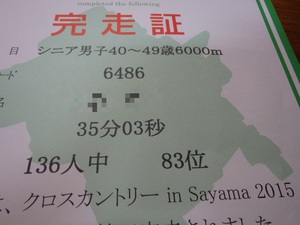 completed the following
完走証
目 シニア男子40～49歳6000m
ード 6486
名
35分03秒
136人中 83位
、クロスカントリー in Sayama 2015